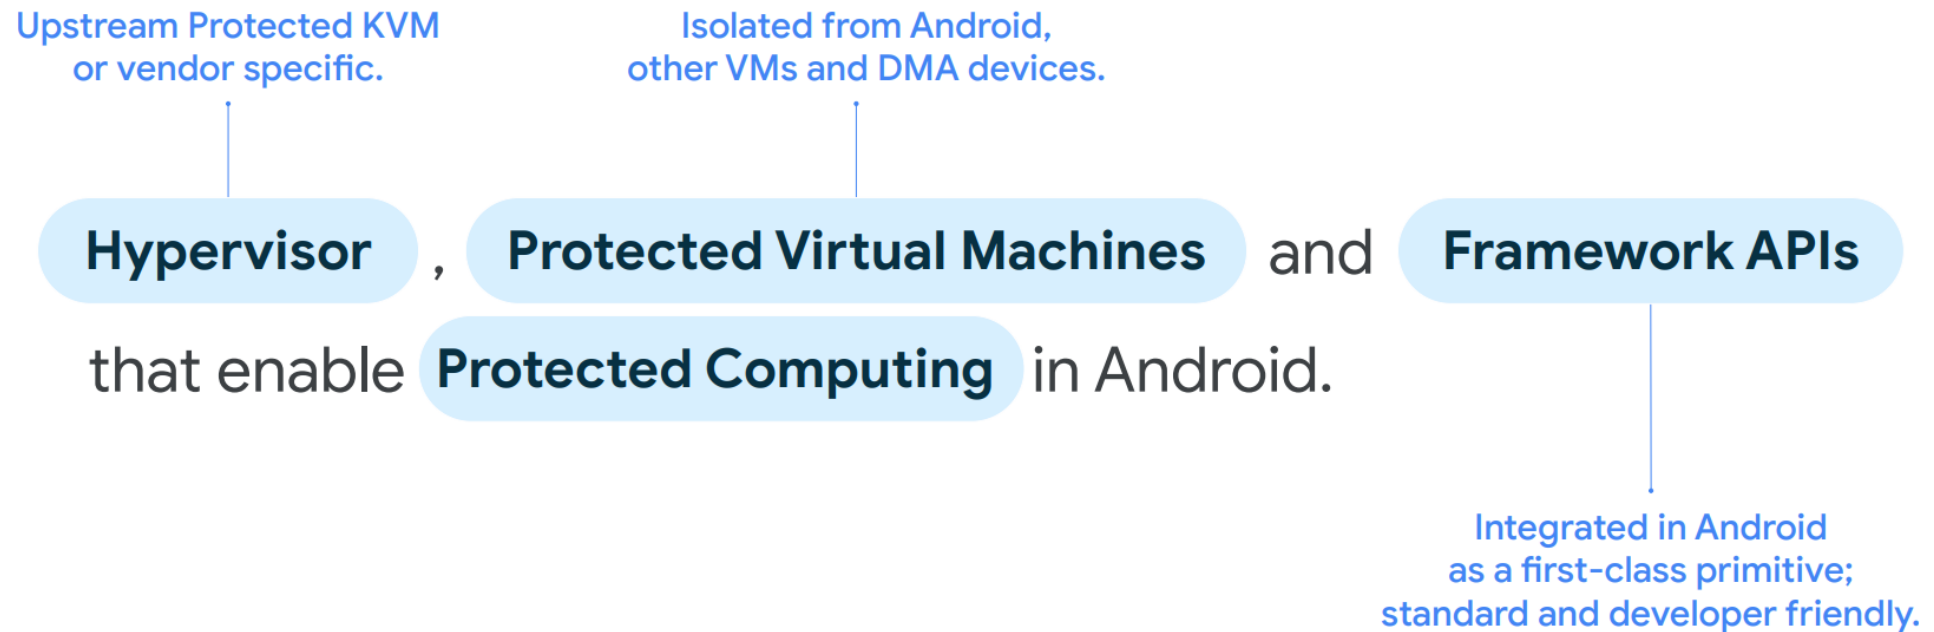 Upstream Protected KVM
or vendor specific.
Isolated from Android,
other VMs and DMA devices.
Hypervisor , Protected Virtual Machines and Framework APIs
that enable Protected Computing in Android.
Integrated in Android
as a first-class primitive;
standard and developer friendly.